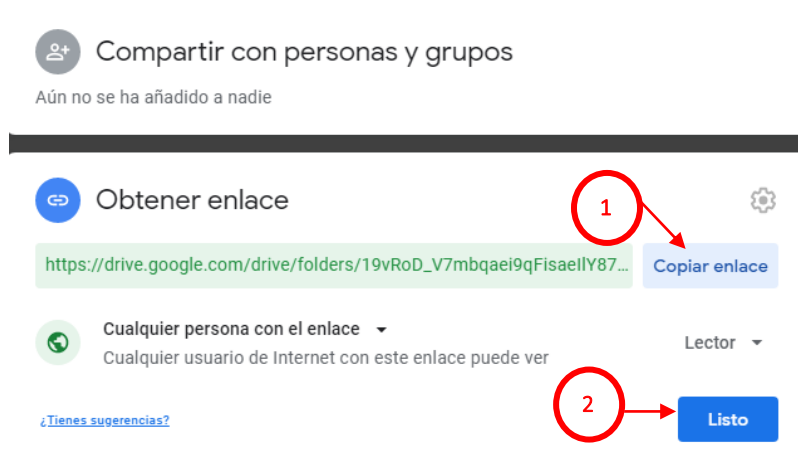 Compartir con personas y grupos
Aún no se ha añadido a nadie
Obtener enlace
1
https://drive.google.com/drive/folders/19vRoD_V7mbqaei9qFisaeIlY87... Copiar enlace
Cualquier persona con el enlace
Cualquier usuario de Internet con este enlace puede ver
Lector
2
¿Tienes sugerencias?
Listo